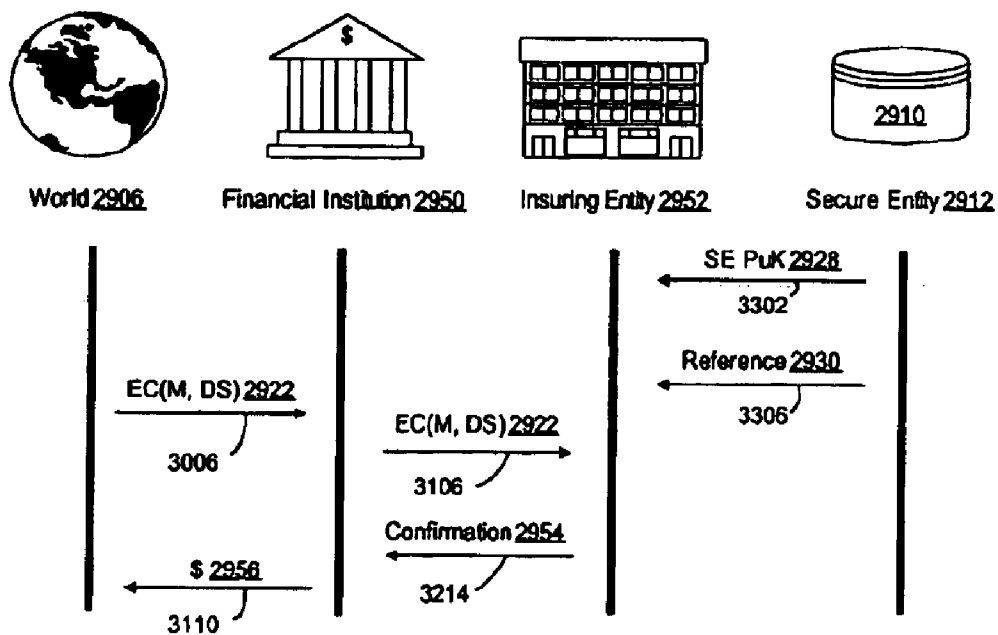 $
2910
World 2906
Financial Institution 2950
Insuring Entity 2952
Secure Entity 2912
SE PuK 2928
3302
Reference 2930
3306
EC(M, DS) 2922
3006
EC(M, DS) 2922
3106
Confirmation 2954
3214
$ 2956
3110